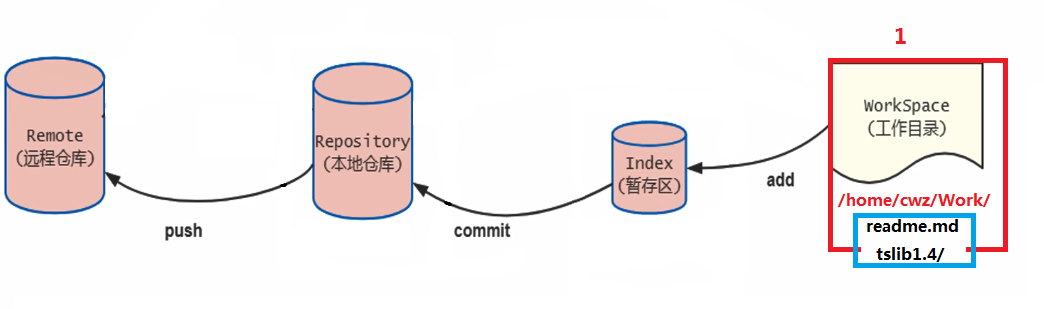 1
Remote
(远程仓库)
Repository
(本地仓库)
Index
(暂存区)
WorkSpace
(工作目录)
push
commit
add
/home/cwz/Work/
readme.md
tslib1.4/